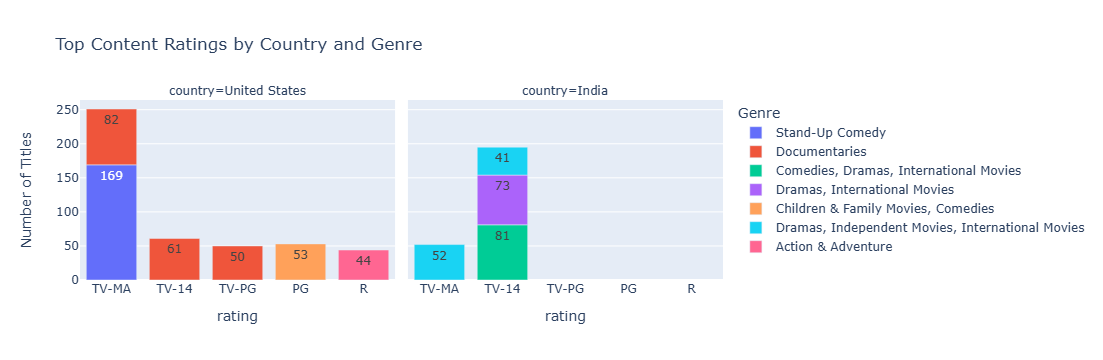 Top Content Ratings by Country and Genre
country=United States
country=India
Number of Titles
250
200
150
100
50
0
82
169
61
50
53
44
52
41
73
81
TV-MA TV-14 TV-PG PG R
TV-MA TV-14 TV-PG PG R
rating
rating
Genre
Stand-Up Comedy
Documentaries
Comedies, Dramas, International Movies
Dramas, International Movies
Children & Family Movies, Comedies
Dramas, Independent Movies, International Movies
Action & Adventure